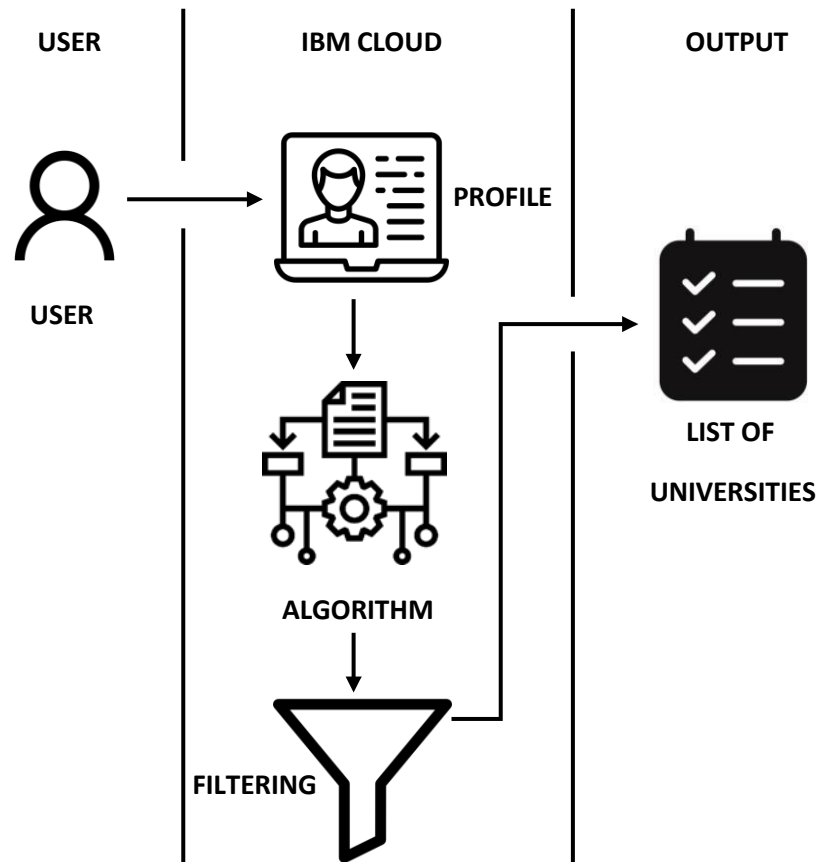 USER
IBM CLOUD
OUTPUT
PROFILE
USER
LIST OF
UNIVERSITIES
ALGORITHM
FILTERING